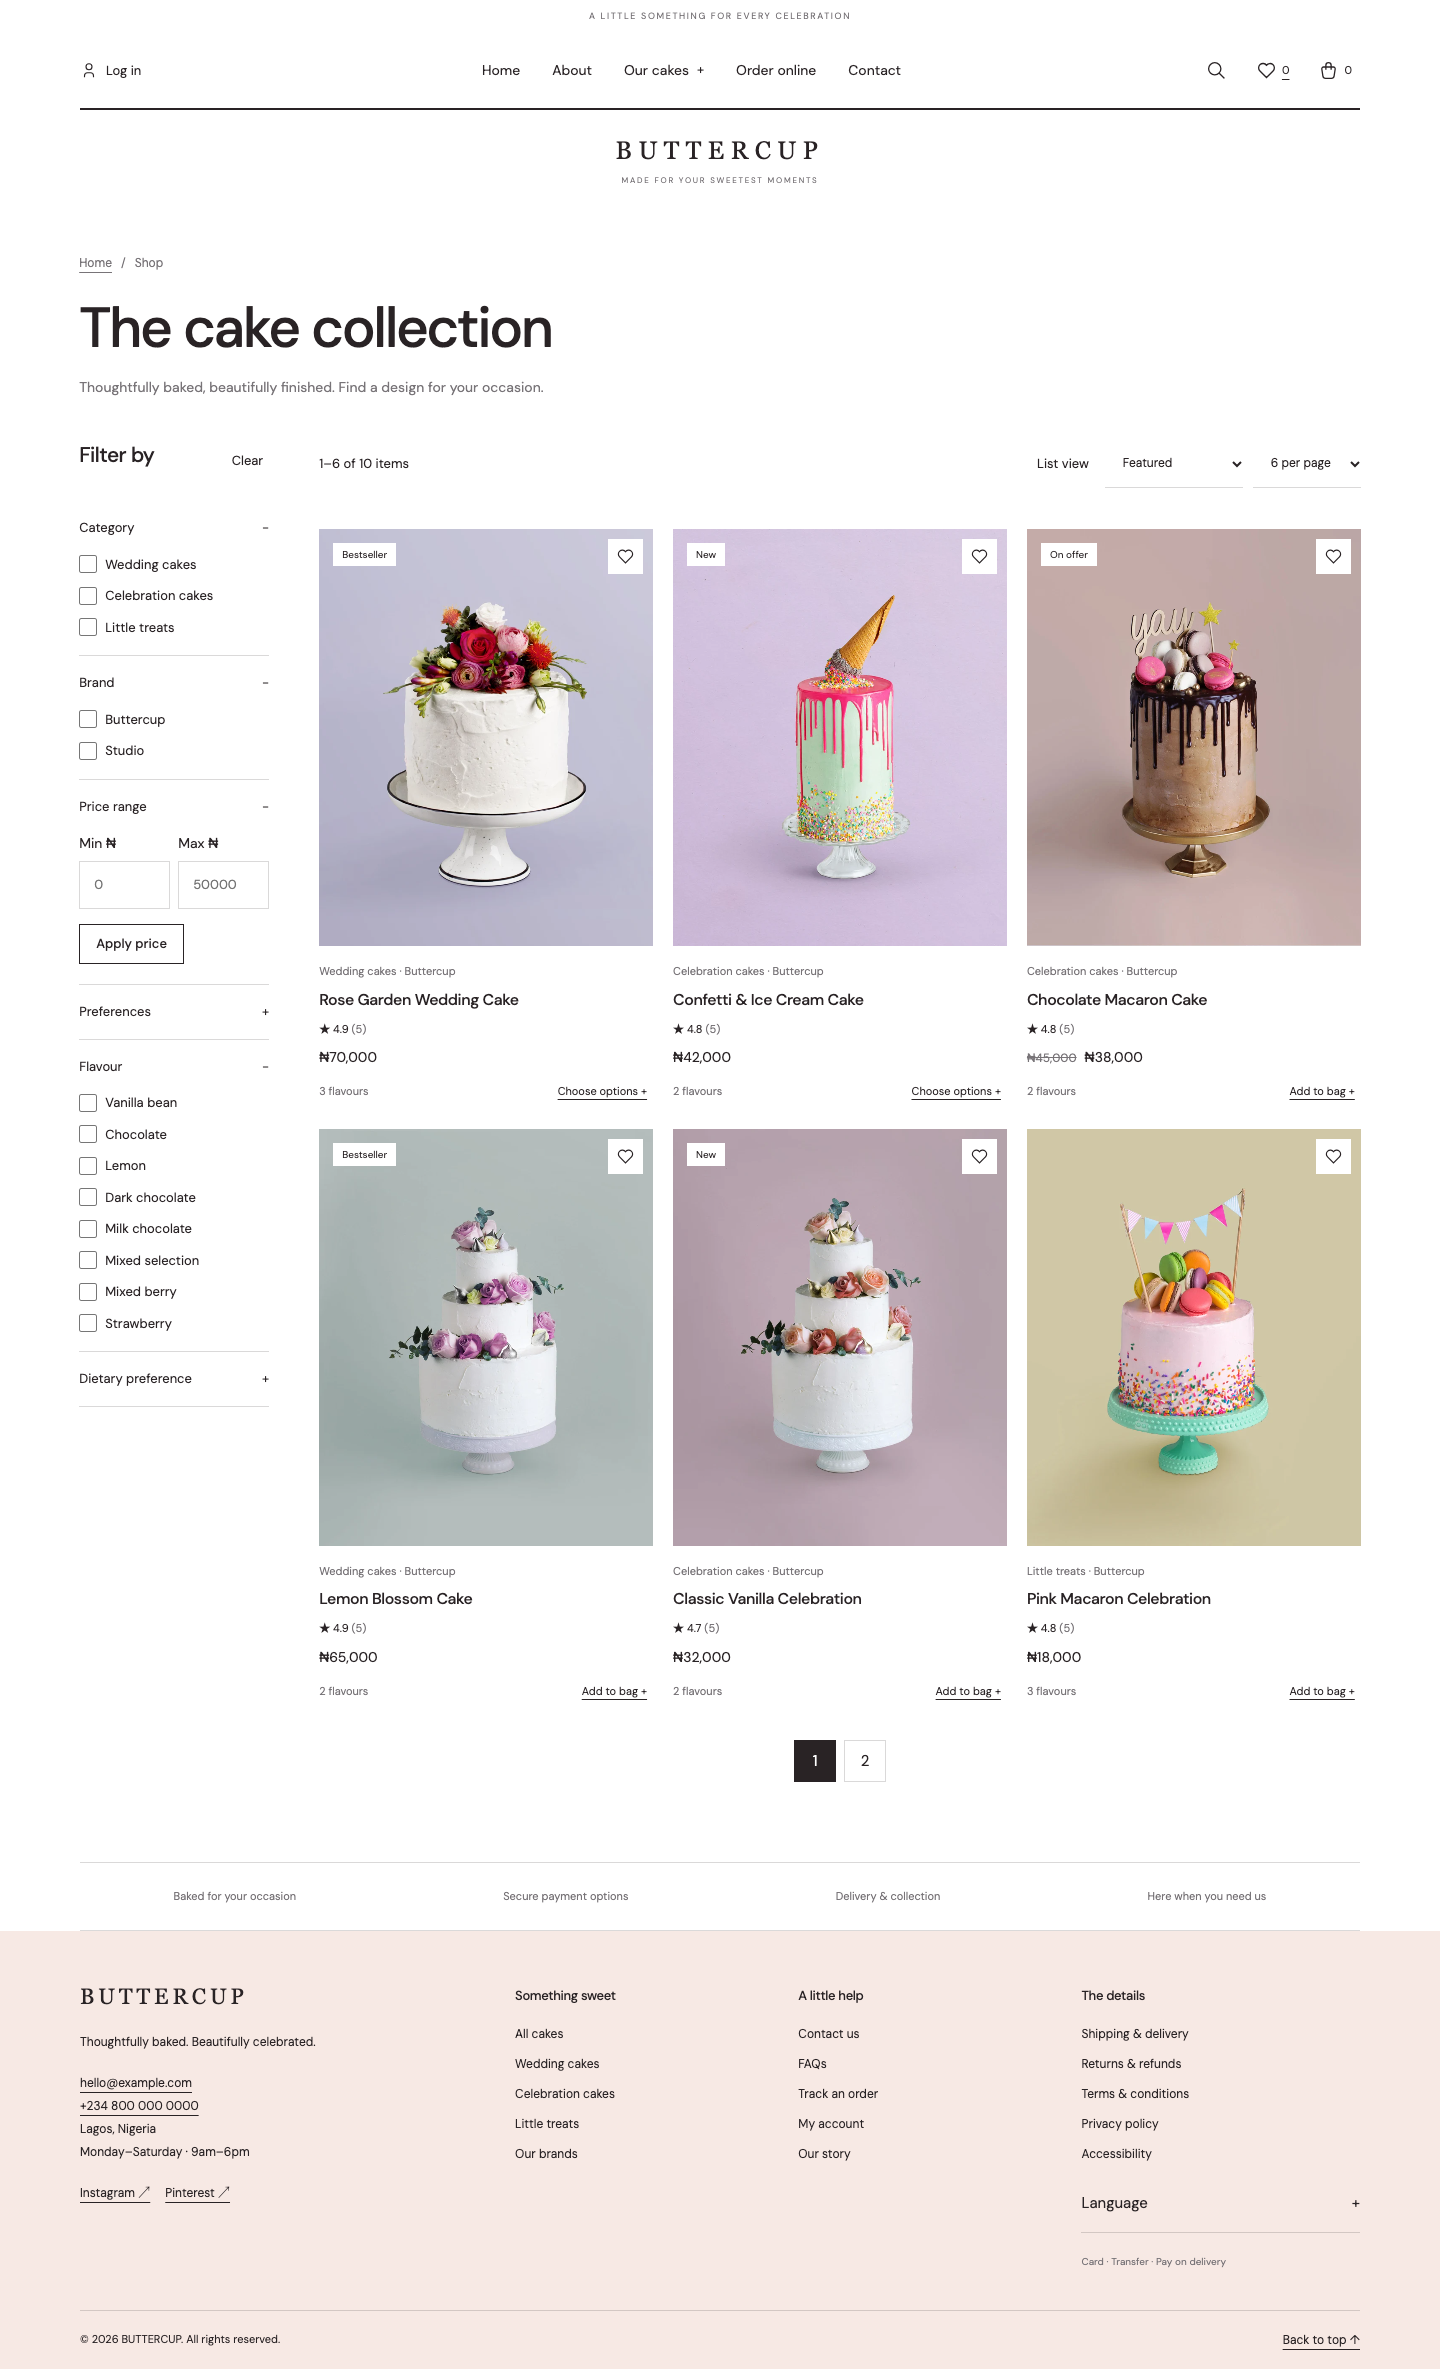 A LITTLE SOMETHING FOR EVERY CELEBRATION
Log in
Home About Our cakes + Order online Contact
0 0
BUTTERCUP
MADE FOR YOUR SWEETEST MOMENTS
Home / Shop
The cake collection
Thoughtfully baked, beautifully finished. Find a design for your occasion.
Filter by Clear
Category −
Wedding cakes
Celebration cakes
Little treats
Brand −
Buttercup
Studio
Price range −
Min ₦ Max ₦
0 50000
Apply price
Preferences +
Flavour −
Vanilla bean
Chocolate
Lemon
Dark chocolate
Milk chocolate
Mixed selection
Mixed berry
Strawberry
Dietary preference +
1–6 of 10 items
List view Featured 6 per page
Bestseller
Wedding cakes · Buttercup
Rose Garden Wedding Cake
★ 4.9 (5)
₦70,000
3 flavours Choose options +
New
Celebration cakes · Buttercup
Confetti & Ice Cream Cake
★ 4.8 (5)
₦42,000
2 flavours Choose options +
On offer
yay
Celebration cakes · Buttercup
Chocolate Macaron Cake
★ 4.8 (5)
₦45,000 ₦38,000
2 flavours Add to bag +
Bestseller
Wedding cakes · Buttercup
Lemon Blossom Cake
★ 4.9 (5)
₦65,000
2 flavours Add to bag +
New
Celebration cakes · Buttercup
Classic Vanilla Celebration
★ 4.7 (5)
₦32,000
2 flavours Add to bag +
Little treats · Buttercup
Pink Macaron Celebration
★ 4.8 (5)
₦18,000
3 flavours Add to bag +
1 2
Baked for your occasion Secure payment options Delivery & collection Here when you need us
BUTTERCUP
Thoughtfully baked. Beautifully celebrated.
hello@example.com
+234 800 000 0000
Lagos, Nigeria
Monday–Saturday · 9am–6pm
Instagram ↗ Pinterest ↗
Something sweet
All cakes
Wedding cakes
Celebration cakes
Little treats
Our brands
A little help
Contact us
FAQs
Track an order
My account
Our story
The details
Shipping & delivery
Returns & refunds
Terms & conditions
Privacy policy
Accessibility
Language +
Card · Transfer · Pay on delivery
© 2026 BUTTERCUP. All rights reserved.
Back to top ↑